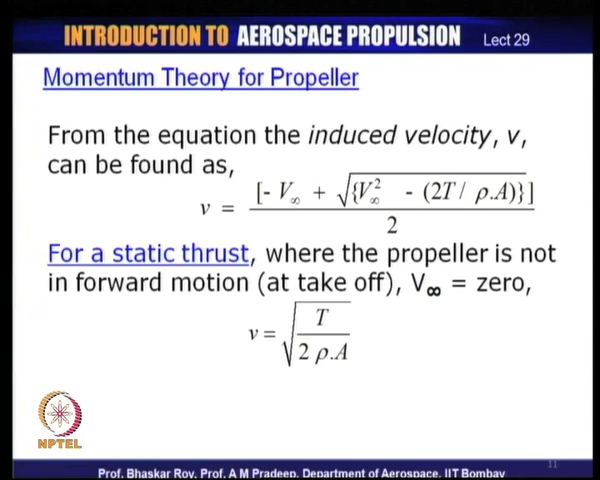 INTRODUCTION TO AEROSPACE PROPULSION Lect 29
Momentum Theory for Propeller
From the equation the induced velocity, v,
can be found as,
v = [- V∞ + √{V∞² - (2T / ρ.A)}] / 2
For a static thrust, where the propeller is not
in forward motion (at take off), V∞ = zero,
v = √(T / 2 ρ.A)
NPTEL
11
Prof. Bhaskar Roy, Prof. A M Pradeep, Department of Aerospace, IIT Bombay